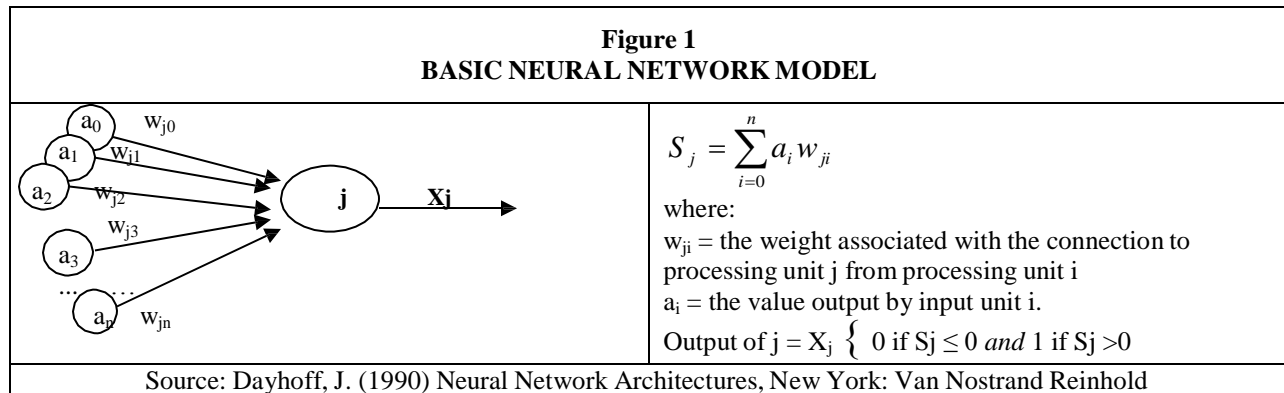 Figure 1
BASIC NEURAL NETWORK MODEL
a0 wj0
a1 wj1
a2 wj2
j Xj
wj3
a3
... ...
an wjn
S j = ∑ i=0 n a i w ji
where:
wji = the weight associated with the connection to
processing unit j from processing unit i
ai = the value output by input unit i.
Output of j = Xj { 0 if Sj ≤ 0 and 1 if Sj >0
Source: Dayhoff, J. (1990) Neural Network Architectures, New York: Van Nostrand Reinhold